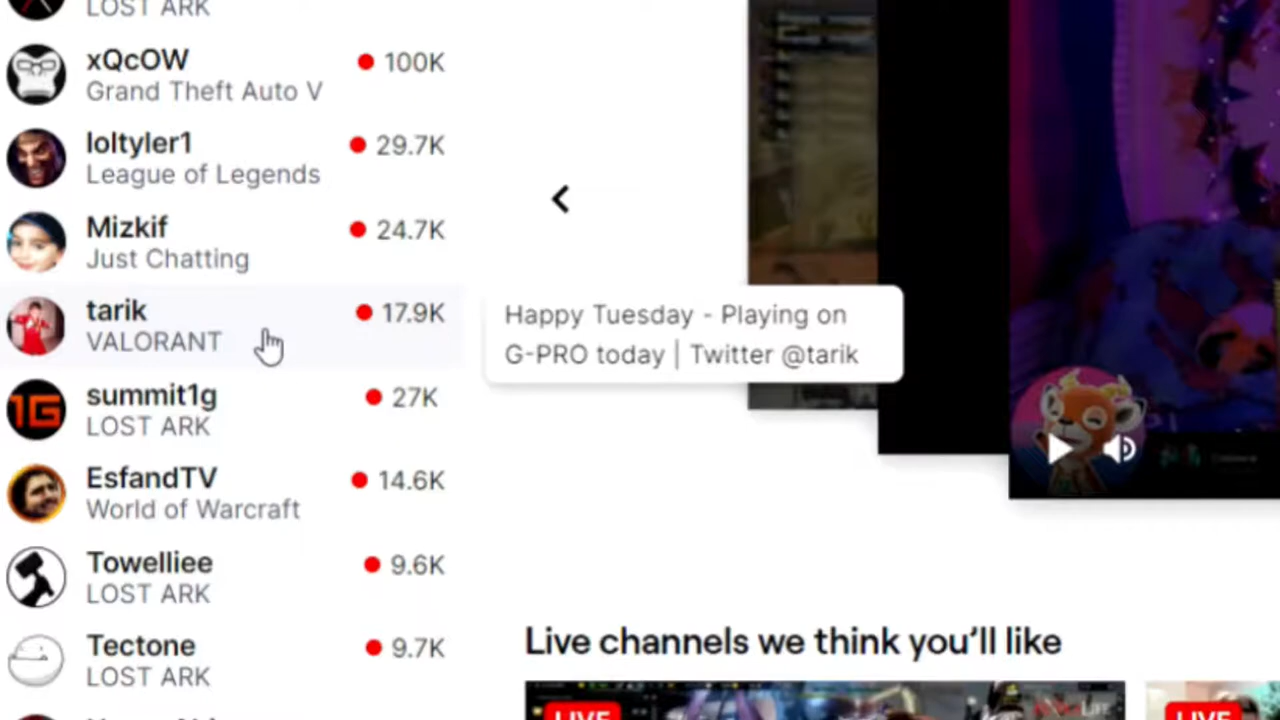 LOST ARK
xQcOW
100K
Grand Theft Auto V
loltyler1
29.7K
League of Legends
Mizkif
24.7K
Just Chatting
tarik
17.9K
VALORANT
Happy Tuesday - Playing on
G-PRO today | Twitter @tarik
summit1g
27K
LOST ARK
1G
EsfandTV
14.6K
World of Warcraft
Towelliee
9.6K
LOST ARK
Tectone
9.7K
LOST ARK
Live channels we think you'll like
LIVE
LIVE